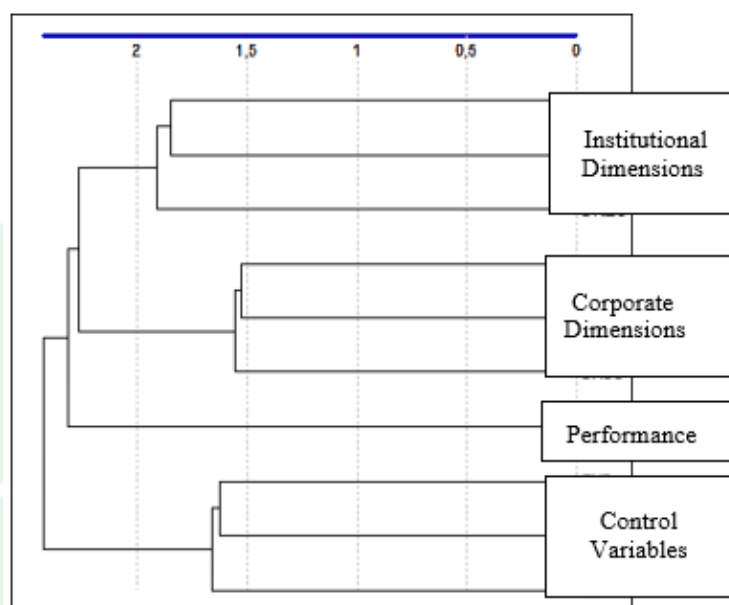 2 1,5 1 0,5 0
Institutional
Dimensions
Corporate
Dimensions
Performance
Control
Variables